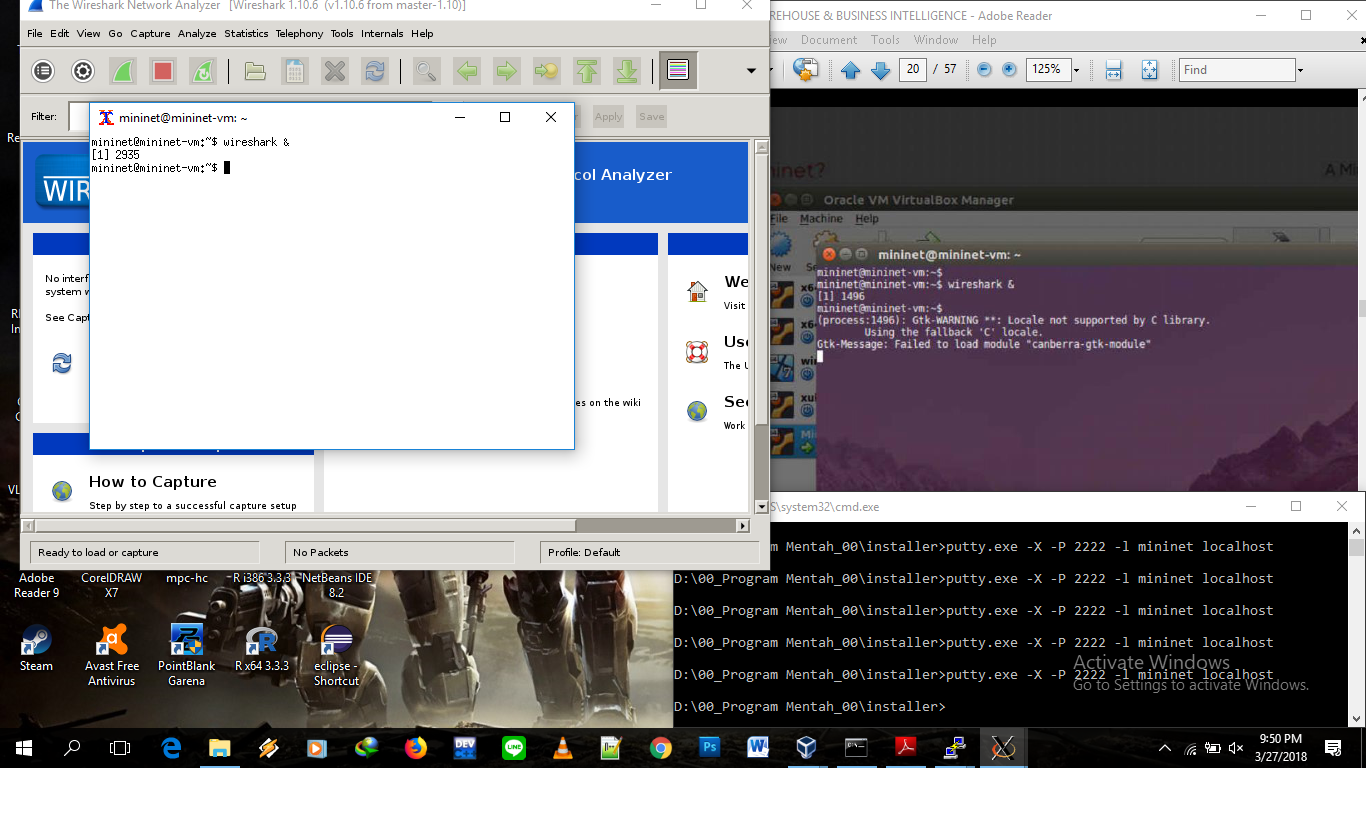 The Wireshark Network Analyzer [Wireshark 1.10.6 (v1.10.6 from master-1.10)]
File Edit View Go Capture Analyze Statistics Telephony Tools Internals Help
Filter:
Apply
Save
mininet@mininet-vm: ~
mininet@mininet-vm:~$ wireshark &
[1] 2935
mininet@mininet-vm:~$
WIR
col Analyzer
No interf
system w
See Capt
We
Visit
Use
The U
es on the wiki
Sec
Work
How to Capture
Step by step to a successful capture setup
Ready to load or capture
No Packets
Profile: Default
REHOUSE & BUSINESS INTELLIGENCE - Adobe Reader
ew Document Tools Window Help
20 / 57
125%
Find
ninet?
A Mi
Oracle VM VirtualBox Manager
File Machine Help
New
mininet@mininet-vm: ~
mininet@mininet-vm:~$
mininet@mininet-vm:~$ wireshark &
[1] 1496
mininet@mininet-vm:~$
(process:1496): Gtk-WARNING **: Locale not supported by C library.
Using the fallback 'C' locale.
Gtk-Message: Failed to load module "canberra-gtk-module"
S\system32\cmd.exe
m Mentah_00\installer>putty.exe -X -P 2222 -l mininet localhost
D:\00_Program Mentah_00\installer>putty.exe -X -P 2222 -l mininet localhost
D:\00_Program Mentah_00\installer>putty.exe -X -P 2222 -l mininet localhost
D:\00_Program Mentah_00\installer>putty.exe -X -P 2222 -l mininet localhost
D:\00_Program Mentah_00\installer>putty.exe -X -P 2222 -l mininet localhost
D:\00_Program Mentah_00\installer>
Activate Windows
Go to Settings to activate Windows.
Adobe
Reader 9
CorelDRAW
X7
mpc-hc
R i386 3.3.3
NetBeans IDE
8.2
Steam
Avast Free
Antivirus
PointBlank
Garena
R x64 3.3.3
eclipse -
Shortcut
DEV
LINE
Ps
9:50 PM
3/27/2018